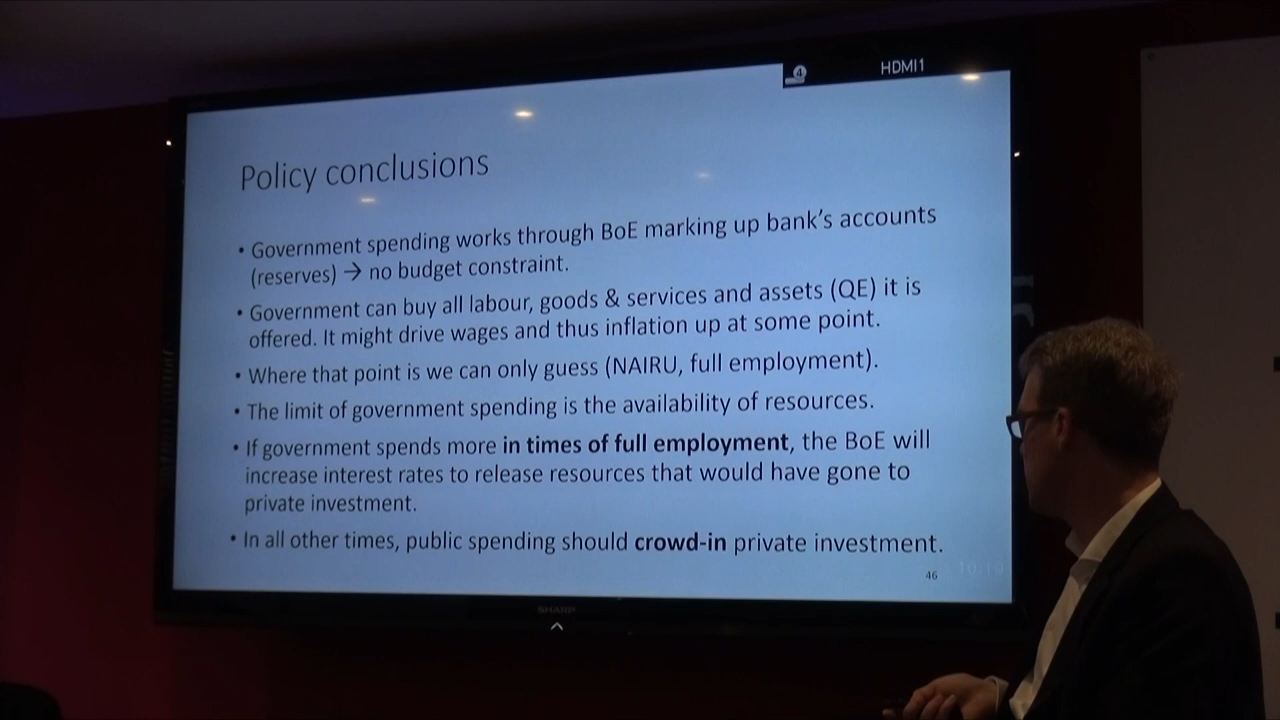 4
HDMI1
Policy conclusions
• Government spending works through BoE marking up bank's accounts
(reserves) → no budget constraint.
• Government can buy all labour, goods & services and assets (QE) it is
offered. It might drive wages and thus inflation up at some point.
• Where that point is we can only guess (NAIRU, full employment).
• The limit of government spending is the availability of resources.
• If government spends more in times of full employment, the BoE will
increase interest rates to release resources that would have gone to
private investment.
• In all other times, public spending should crowd-in private investment.
46
SHARP